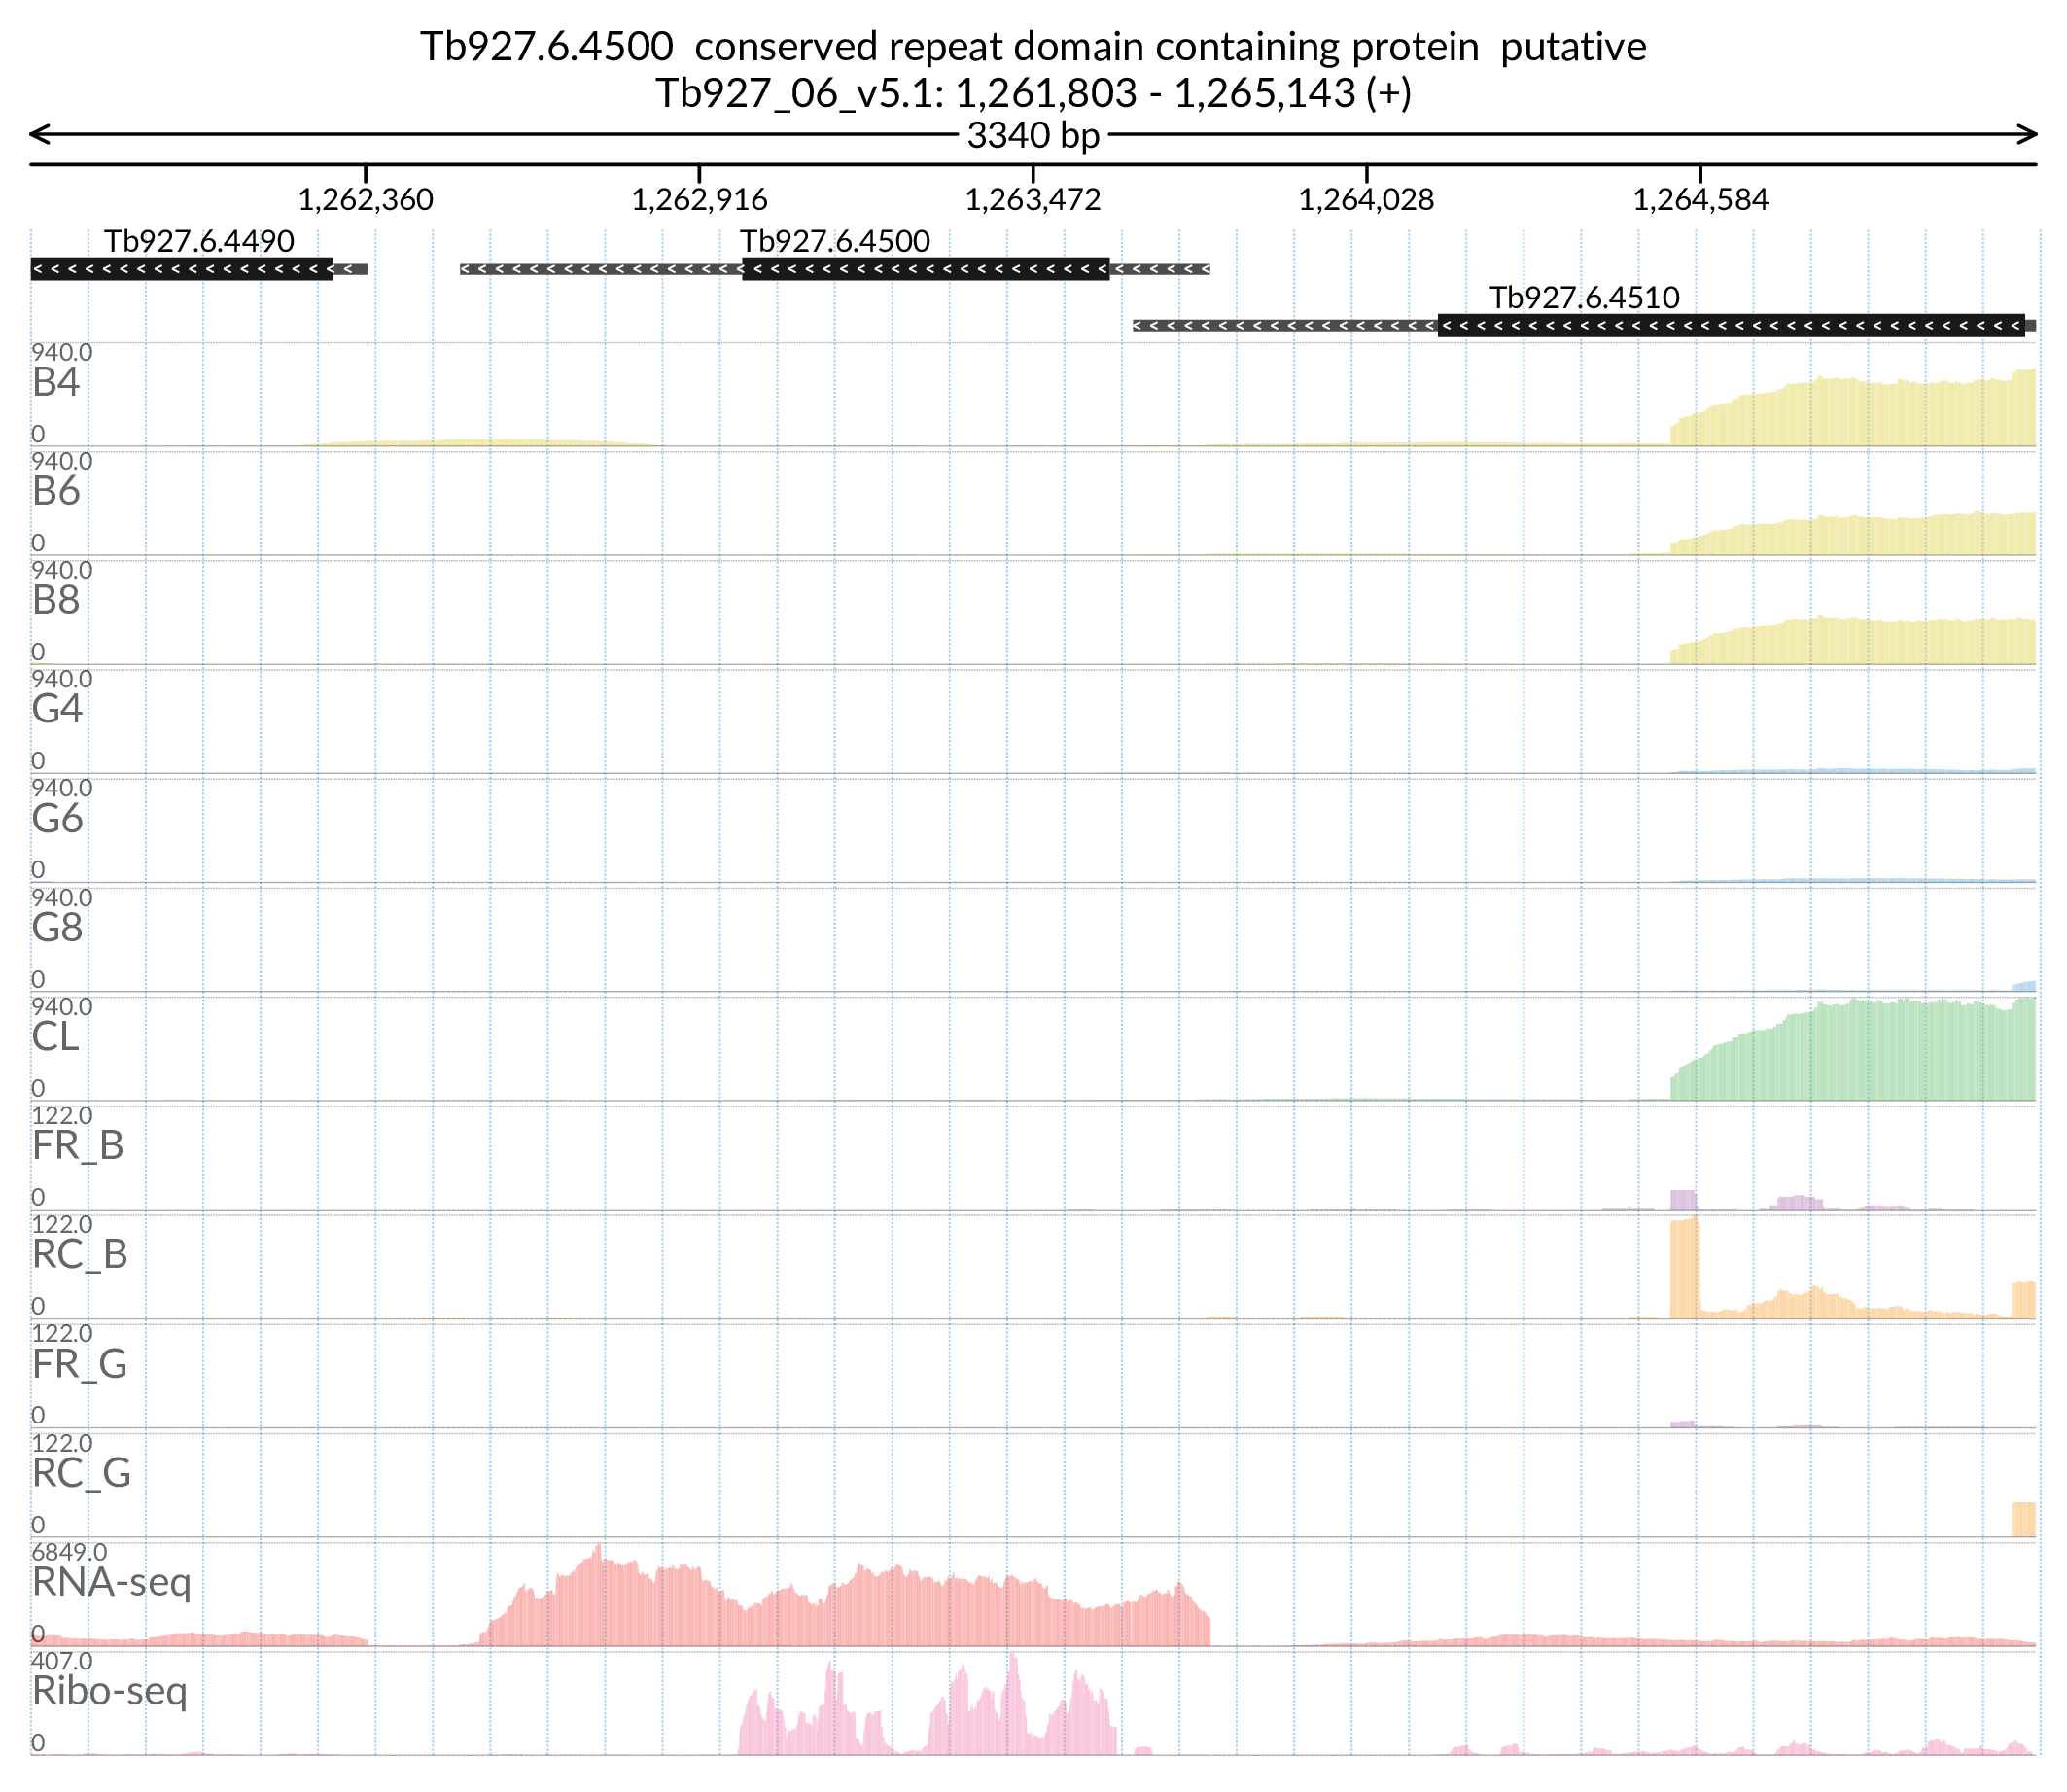 Tb927.6.4500 conserved repeat domain containing protein putative
Tb927_06_v5.1: 1,261,803 - 1,265,143 (+)
3340 bp
1,262,360 1,262,916 1,263,472 1,264,028 1,264,584
Tb927.6.4490 Tb927.6.4500
Tb927.6.4510
940.0
B4
0
940.0
B6
0
940.0
B8
0
940.0
G4
0
940.0
G6
0
940.0
G8
0
940.0
CL
0
122.0
FR_B
0
122.0
RC_B
0
122.0
FR_G
0
122.0
RC_G
0
6849.0
RNA-seq
0
407.0
Ribo-seq
0